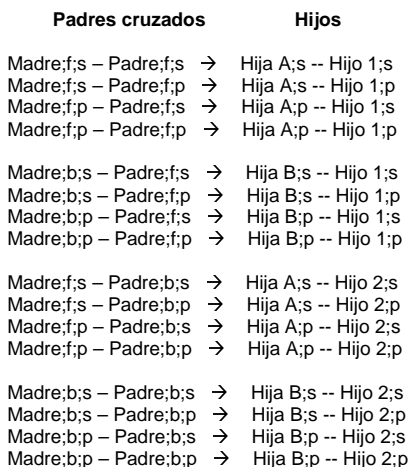 Padres cruzados Hijos
Madre;f;s – Padre;f;s → Hija A;s -- Hijo 1;s
Madre;f;s – Padre;f;p → Hija A;s -- Hijo 1;p
Madre;f;p – Padre;f;s → Hija A;p -- Hijo 1;s
Madre;f;p – Padre;f;p → Hija A;p -- Hijo 1;p
Madre;b;s – Padre;f;s → Hija B;s -- Hijo 1;s
Madre;b;s – Padre;f;p → Hija B;s -- Hijo 1;p
Madre;b;p – Padre;f;s → Hija B;p -- Hijo 1;s
Madre;b;p – Padre;f;p → Hija B;p -- Hijo 1;p
Madre;f;s – Padre;b;s → Hija A;s -- Hijo 2;s
Madre;f;s – Padre;b;p → Hija A;s -- Hijo 2;p
Madre;f;p – Padre;b;s → Hija A;p -- Hijo 2;s
Madre;f;p – Padre;b;p → Hija A;p -- Hijo 2;p
Madre;b;s – Padre;b;s → Hija B;s -- Hijo 2;s
Madre;b;s – Padre;b;p → Hija B;s -- Hijo 2;p
Madre;b;p – Padre;b;s → Hija B;p -- Hijo 2;s
Madre;b;p – Padre;b;p → Hija B;p -- Hijo 2;p